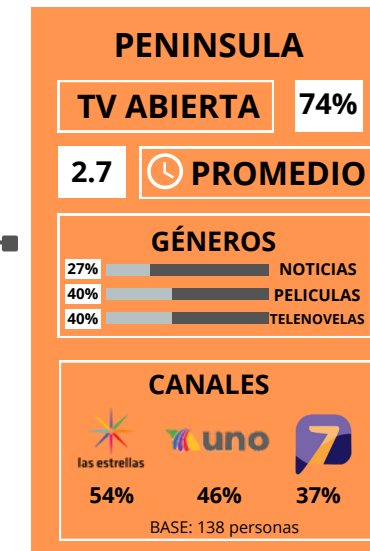 PENINSULA
TV ABIERTA 74%
2.7 PROMEDIO
GÉNEROS
27% NOTICIAS
40% PELICULAS
40% TELENOVELAS
CANALES
las estrellas uno 7
54% 46% 37%
BASE: 138 personas